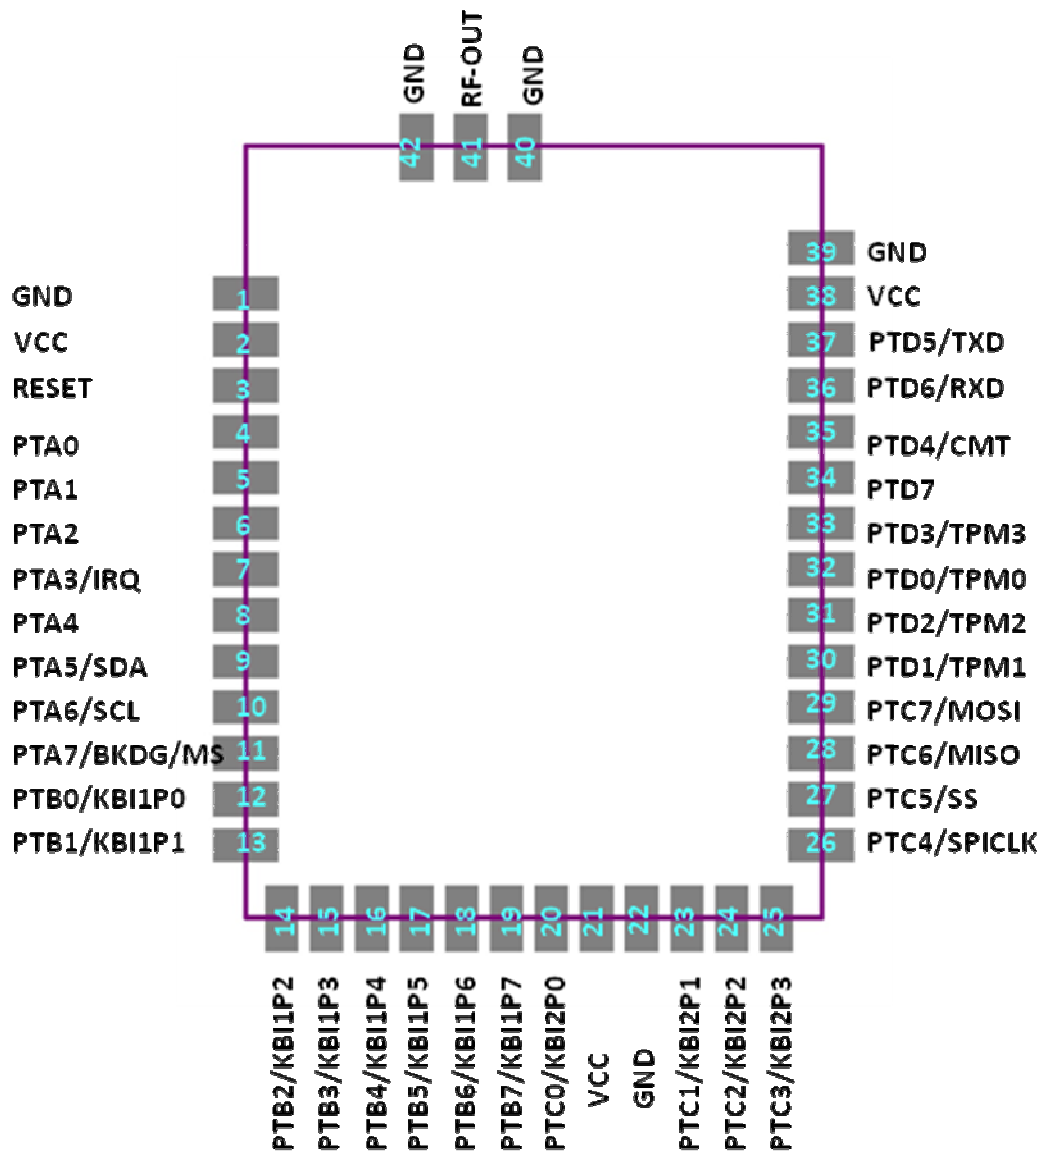 GND
RF-OUT
GND
42
41
40
39 GND
GND 1
38 VCC
VCC 2
37 PTD5/TXD
RESET 3
36 PTD6/RXD
PTA0 4
35 PTD4/CMT
PTA1 5
34 PTD7
PTA2 6
33 PTD3/TPM3
PTA3/IRQ 7
32 PTD0/TPM0
PTA4 8
31 PTD2/TPM2
PTA5/SDA 9
30 PTD1/TPM1
PTA6/SCL 10
29 PTC7/MOSI
PTA7/BKDG/MS 11
28 PTC6/MISO
PTB0/KBI1P0 12
27 PTC5/SS
PTB1/KBI1P1 13
26 PTC4/SPICLK
14
15
16
17
18
19
20
21
22
23
24
25
PTB2/KBI1P2
PTB3/KBI1P3
PTB4/KBI1P4
PTB5/KBI1P5
PTB6/KBI1P6
PTB7/KBI1P7
PTC0/KBI2P0
VCC
GND
PTC1/KBI2P1
PTC2/KBI2P2
PTC3/KBI2P3